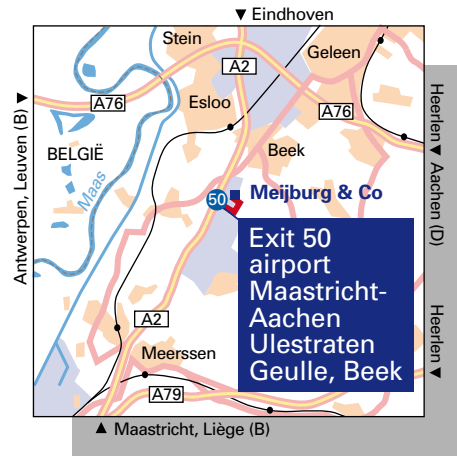 ▼ Eindhoven
Stein
Geleen
A2
A76
Esloo
A76
Beek
BELGIË
Maas
Antwerpen, Leuven (B) ▼
Heerlen ▼
Aachen (D)
50
Meijburg & Co
Exit 50
airport
Maastricht-
Aachen
Ulestraten
Geulle, Beek
Heerlen ▼
A2
Meerssen
A79
▲ Maastricht, Liège (B)